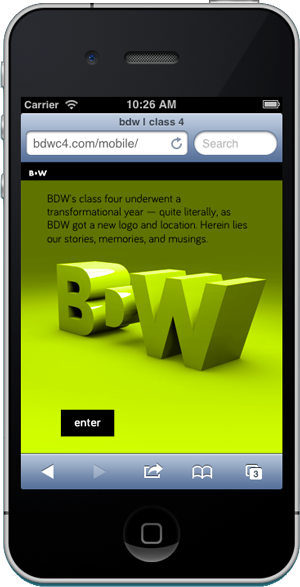 Carrier 10:26 AM
bdw l class 4
bdwc4.com/mobile/ Search
B•W
BDW's class four underwent a
transformational year — quite literally, as
BDW got a new logo and location. Herein lies
our stories, memories, and musings.
BDW
enter
3